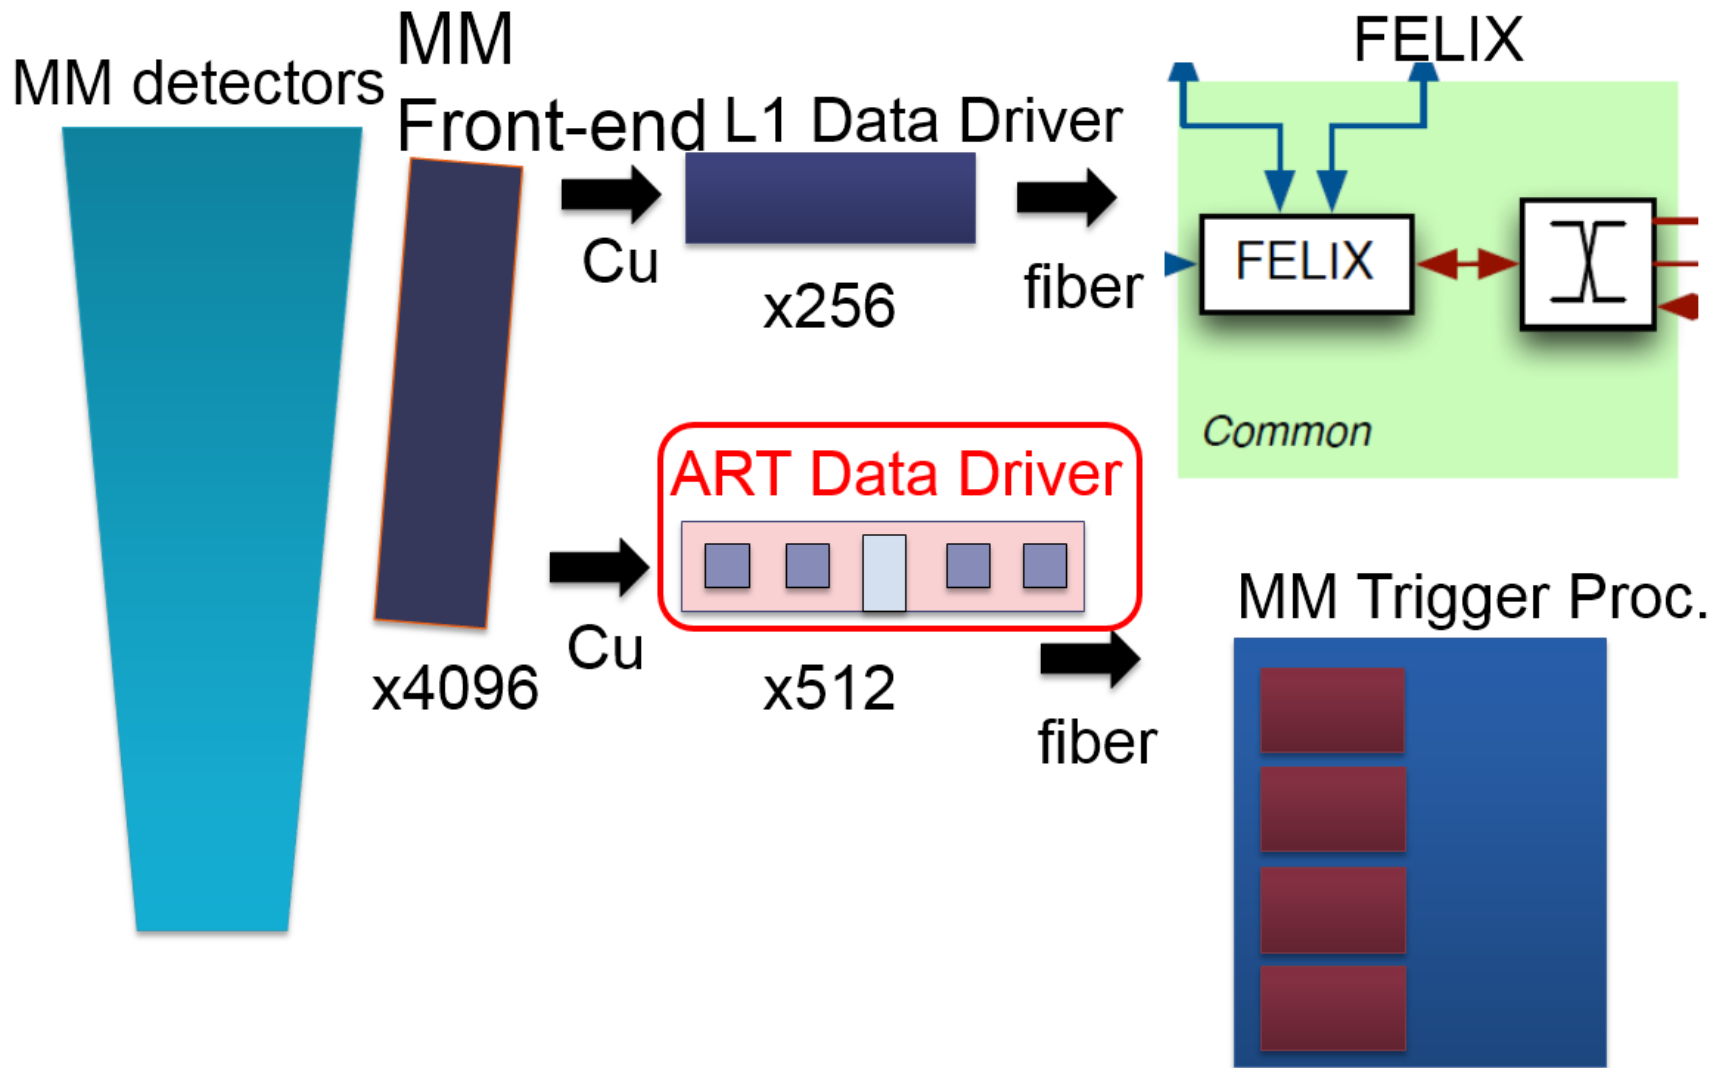 MM detectors
MM
Front-end
L1 Data Driver
FELIX
Cu
x256
fiber
FELIX
Common
ART Data Driver
Cu
x4096
x512
fiber
MM Trigger Proc.